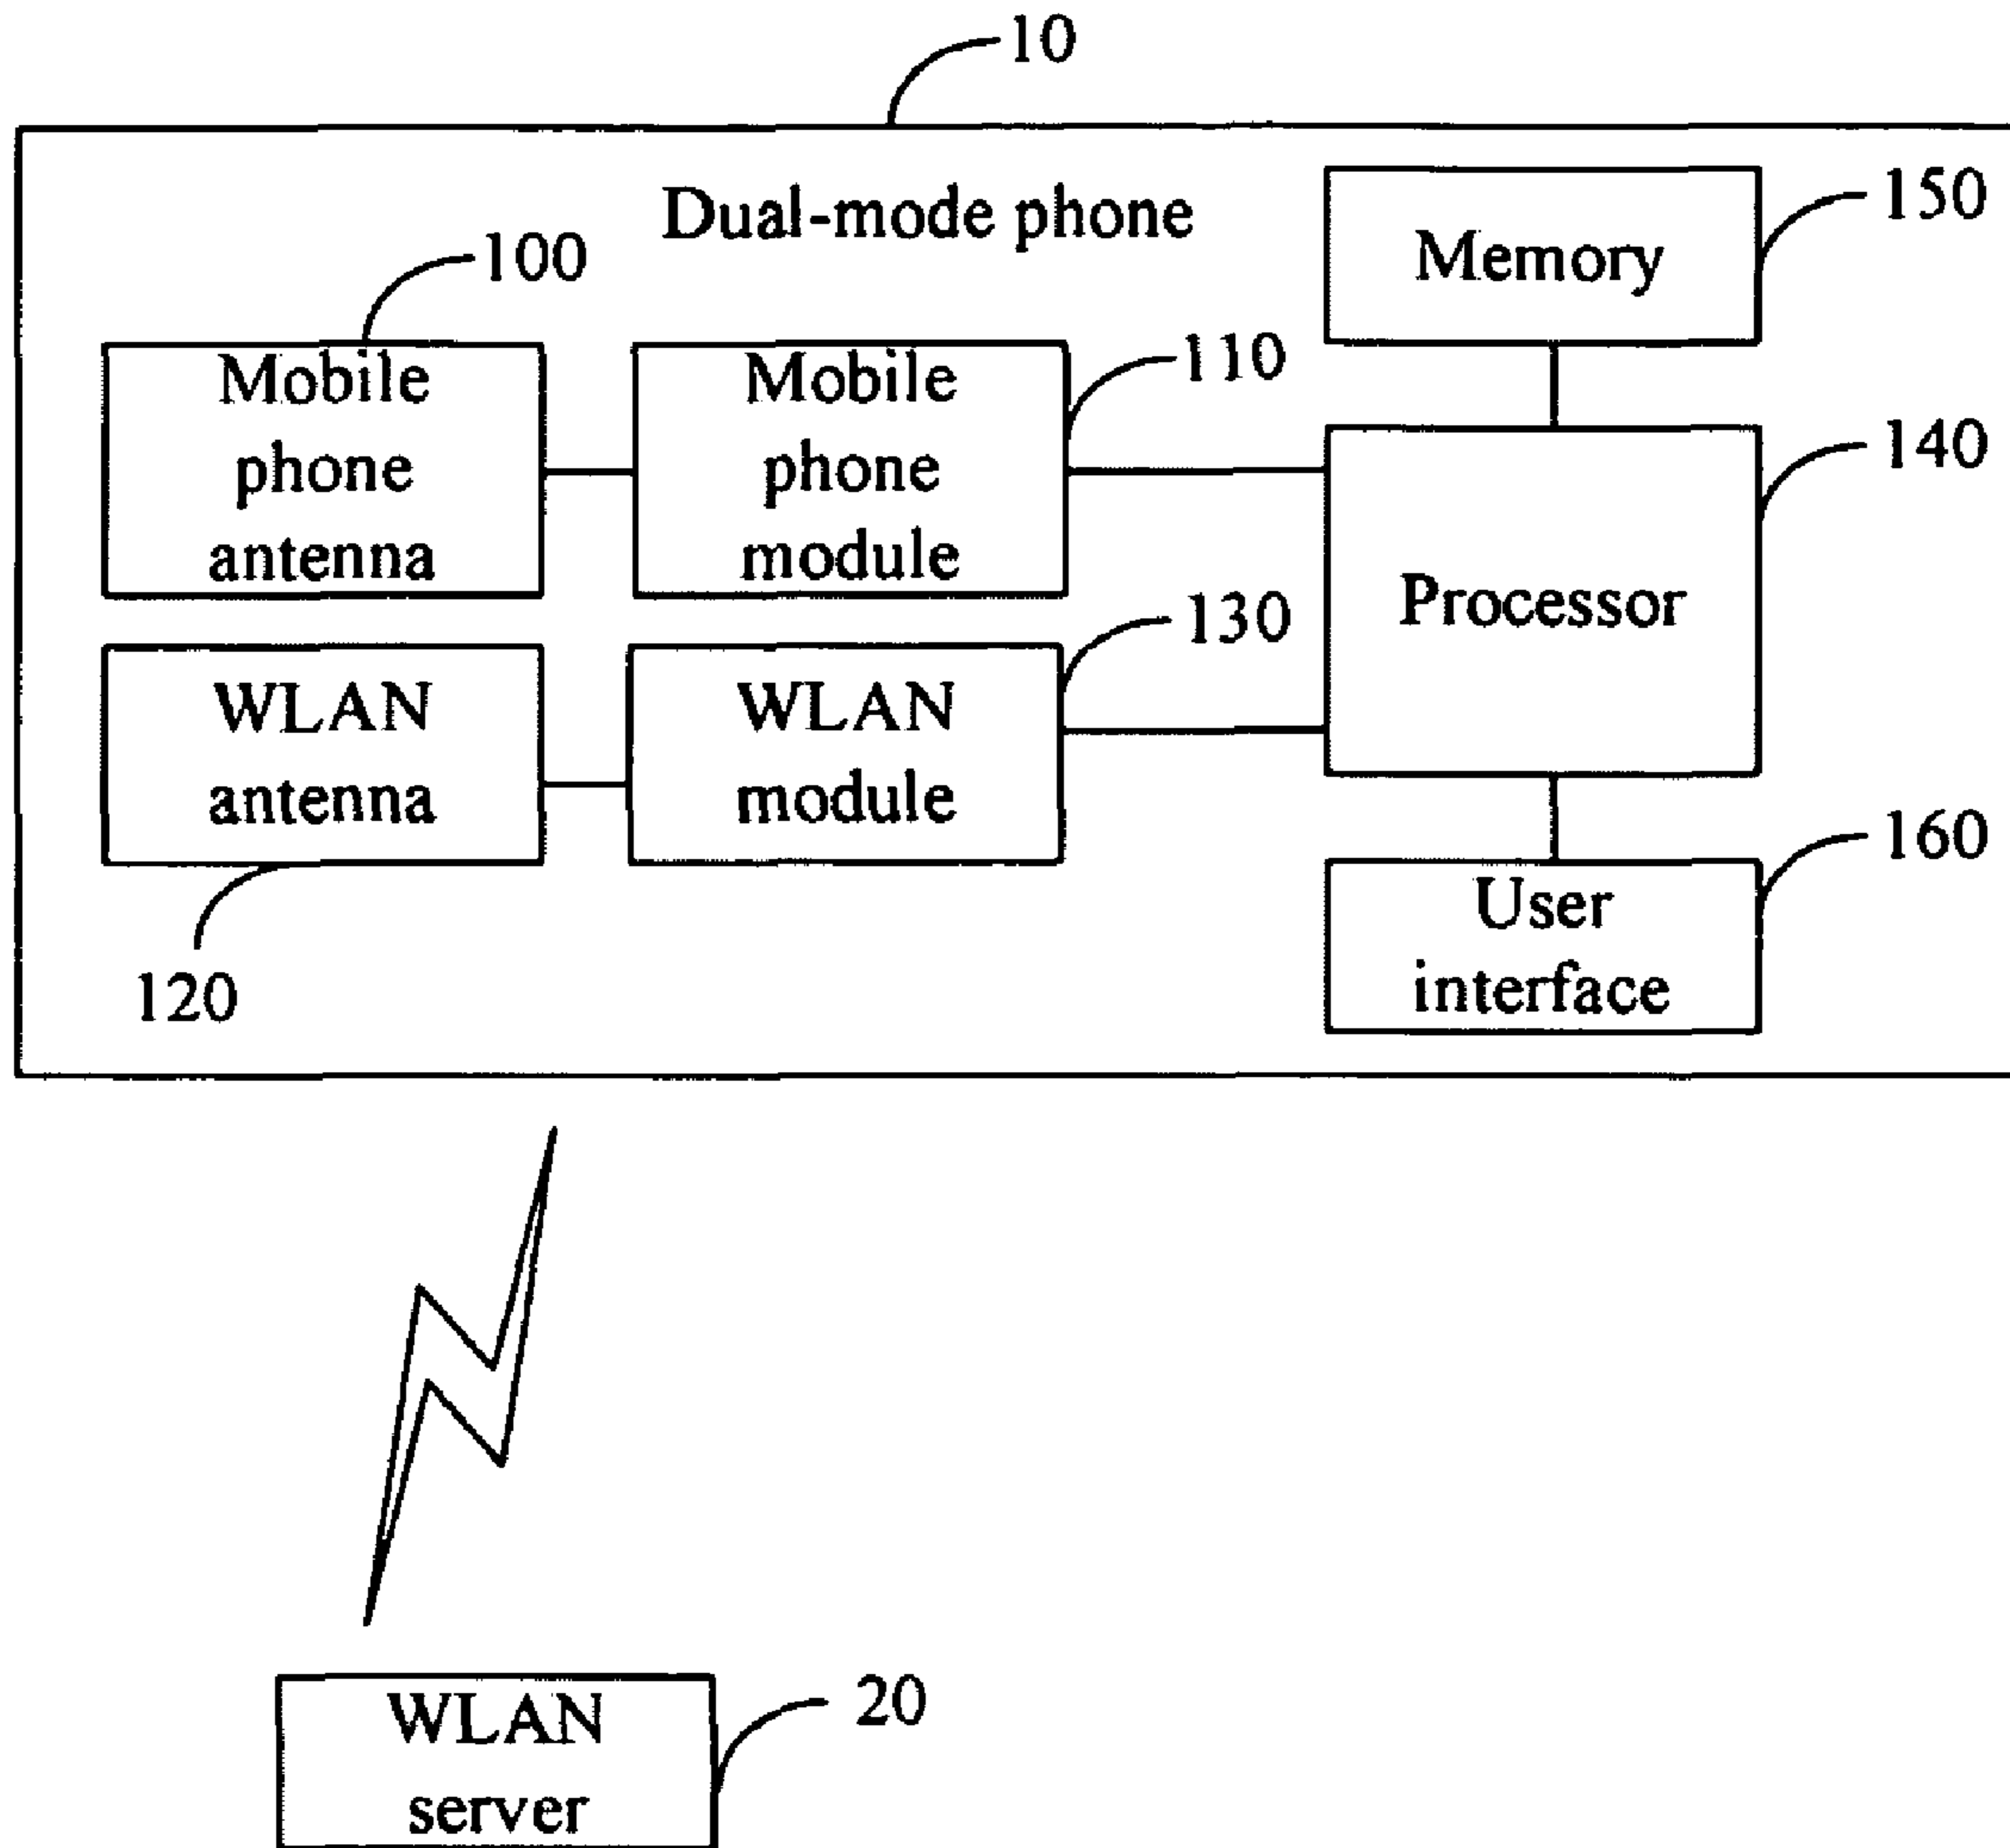 10
Dual-mode phone
150
Memory
100
110
Mobile
phone
antenna
Mobile
phone
module
140
Processor
130
WLAN
antenna
WLAN
module
120
160
User
interface
WLAN
server
20